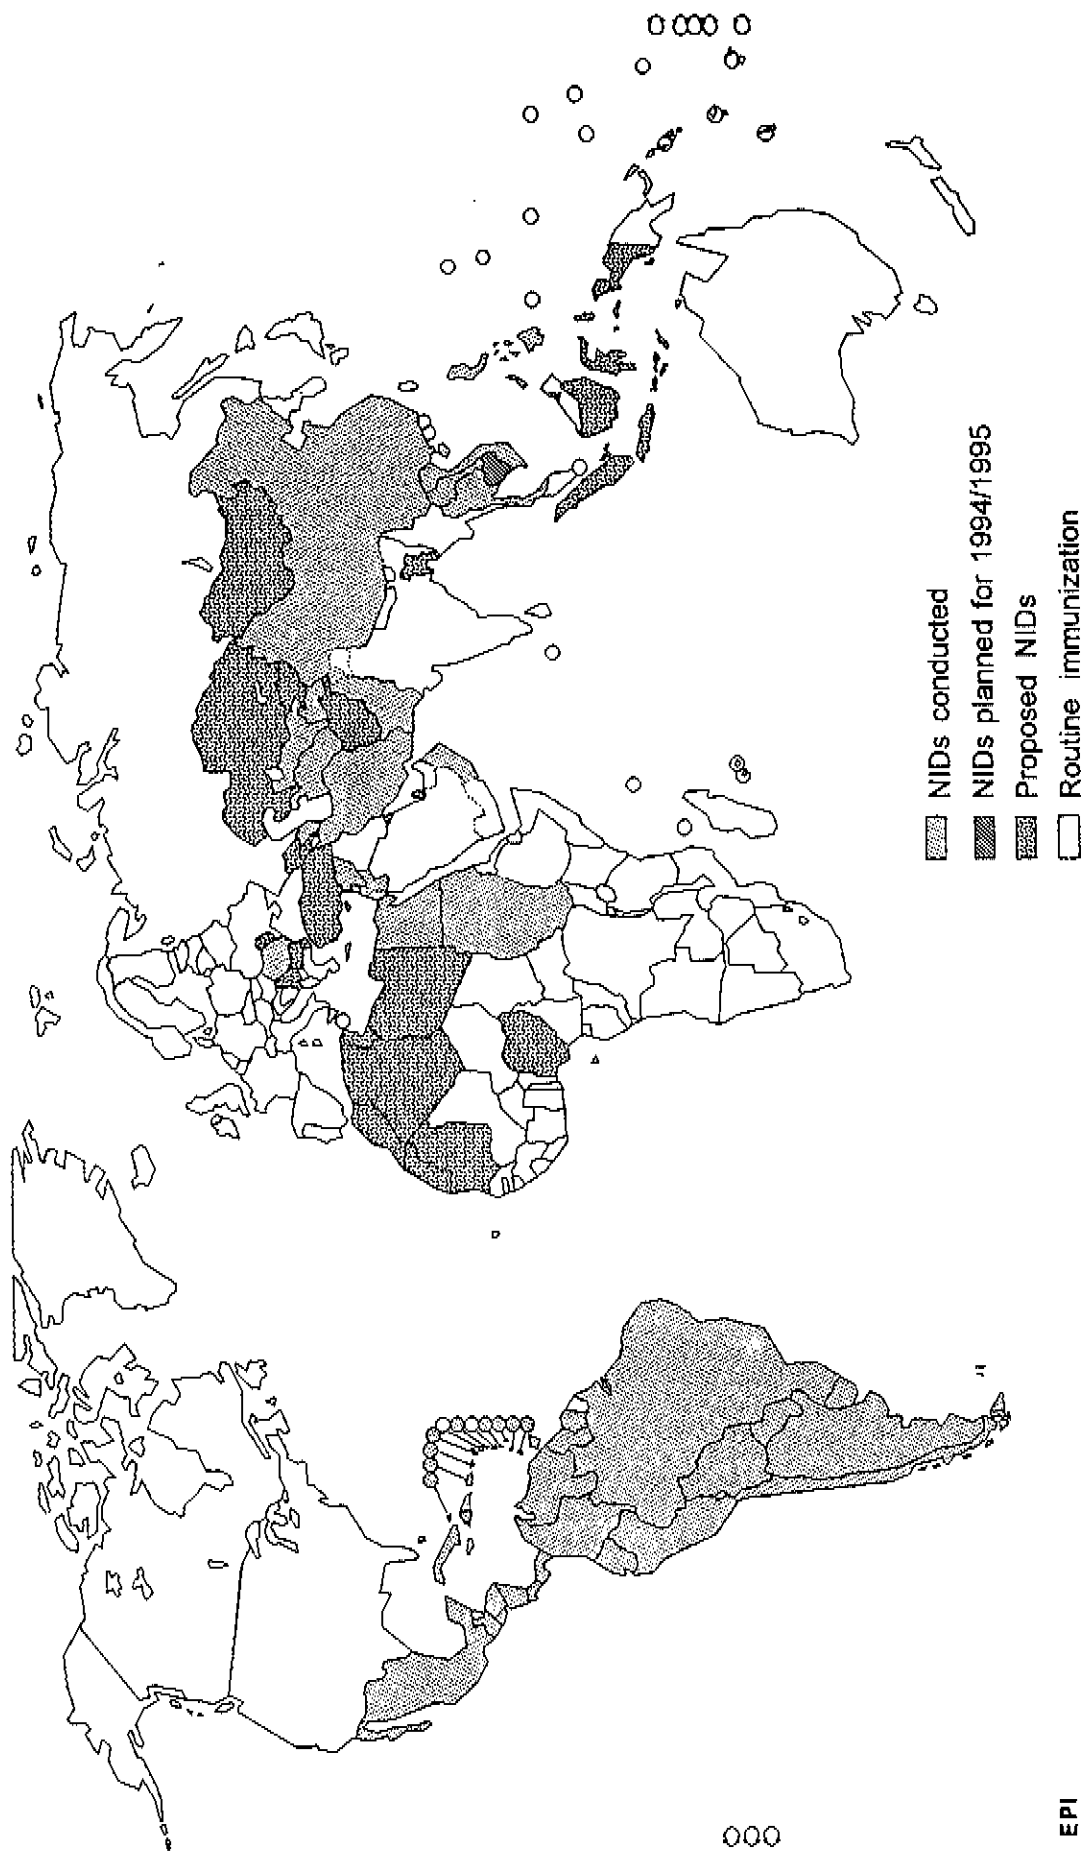 NIDs conducted
NIDs planned for 1994/1995
Proposed NIDs
Routine immunization
EPI